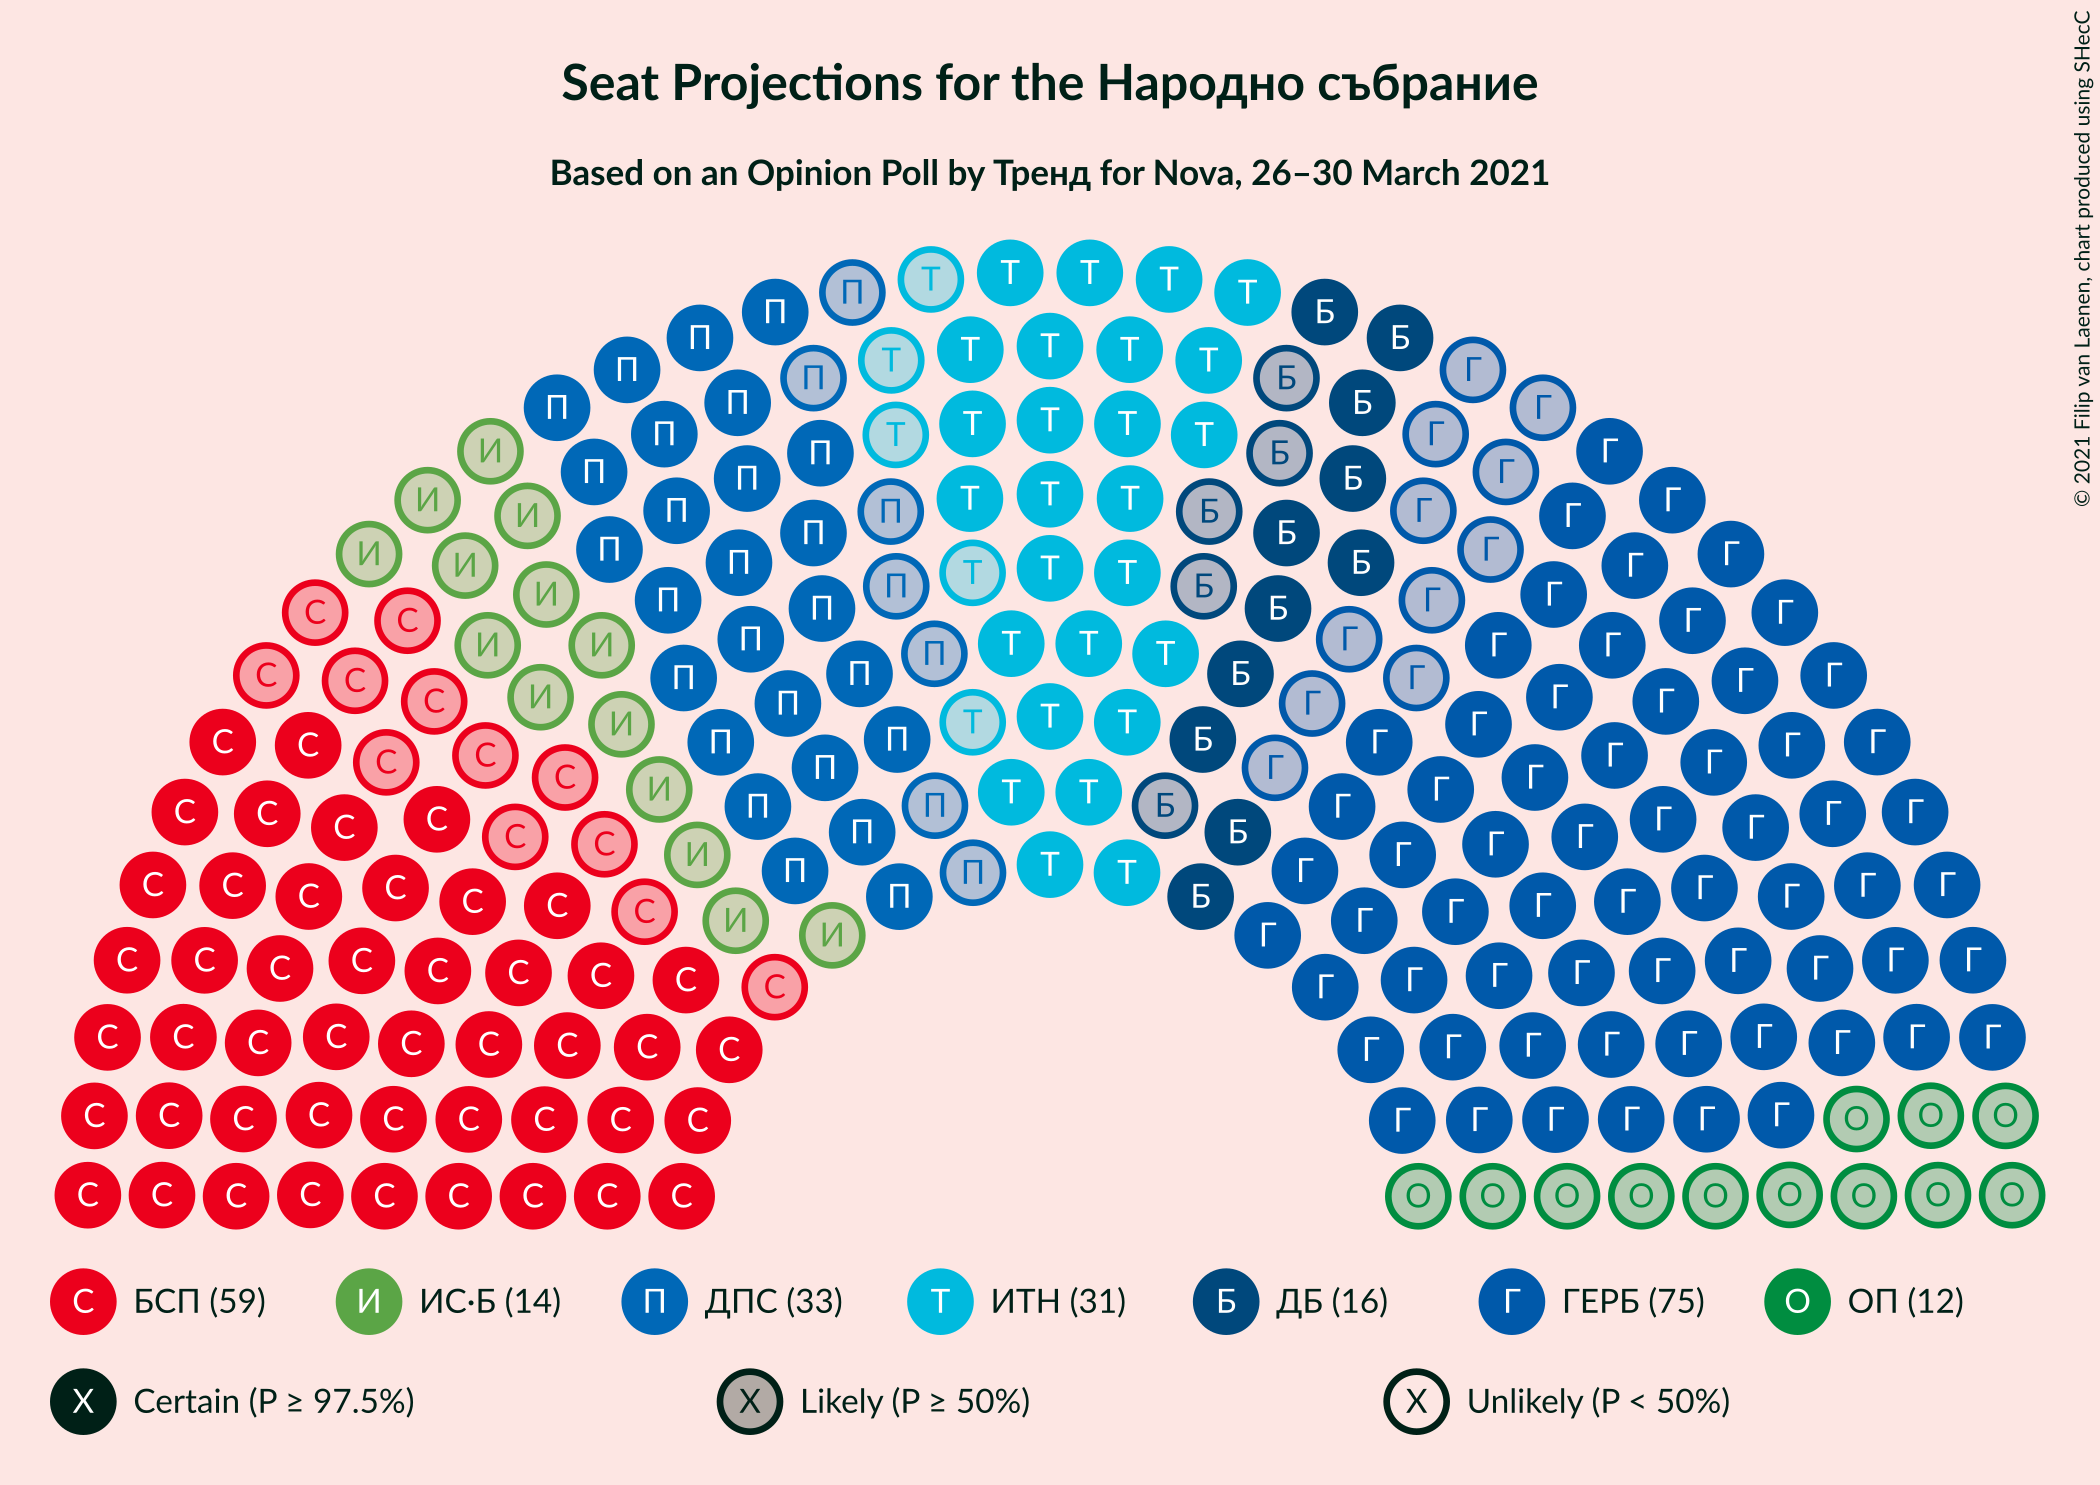 Seat Projections for the Народно събрание
Based on an Opinion Poll by Тренд for Nova, 26–30 March 2021
© 2021 Filip van Laenen, chart produced using SHecC
С БСП (59) И ИС·Б (14) П ДПС (33) Т ИТН (31) Б ДБ (16) Г ГЕРБ (75) О ОП (12)
X Certain (P ≥ 97.5%) X Likely (P ≥ 50%) X Unlikely (P < 50%)